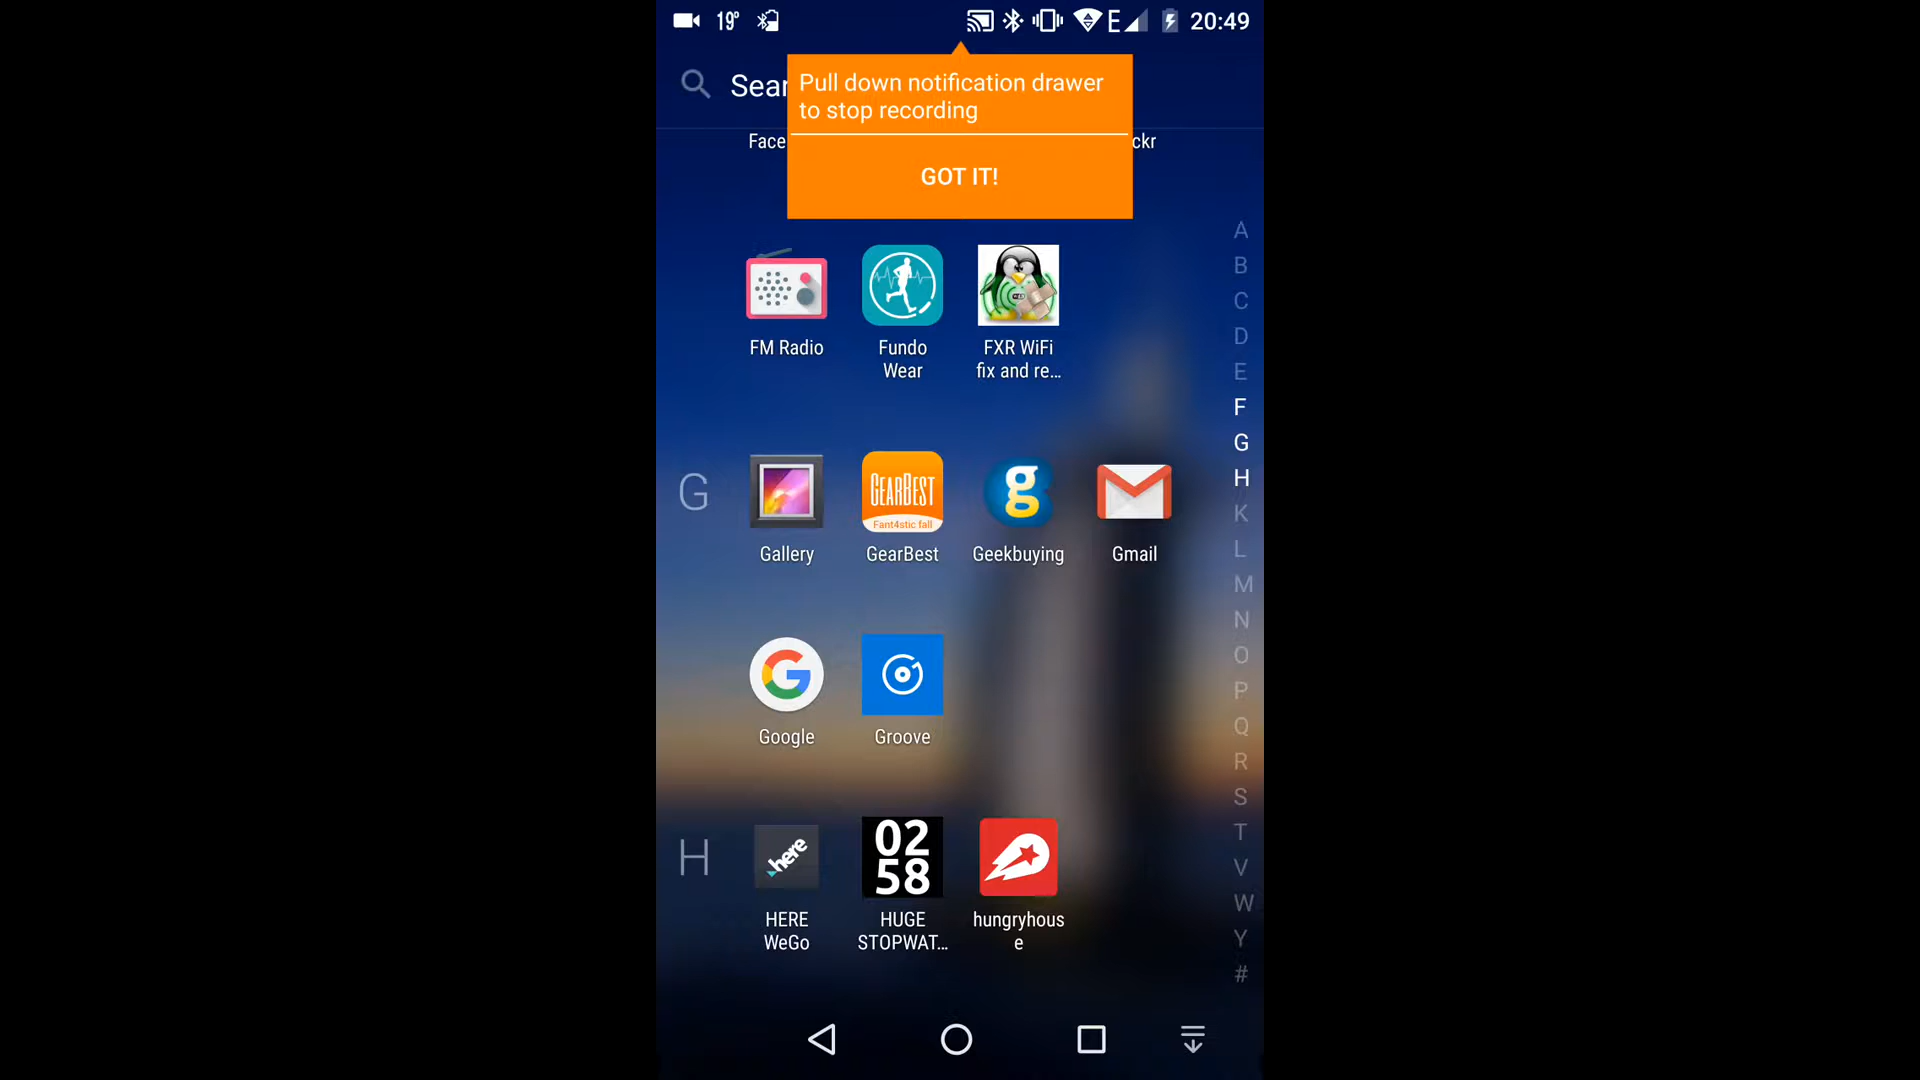 19°
E
20:49
Sear
Pull down notification drawer
to stop recording
GOT IT!
Face
ckr
FM Radio
Fundo
Wear
FXR WiFi
fix and re...
G
GEARBEST
Fant4stic fall
g
Gallery
GearBest
Geekbuying
Gmail
G
Google
Groove
H
here
02
58
HERE
WeGo
HUGE
STOPWAT...
hungryhous
e
A
B
C
D
E
F
G
H
K
L
M
N
O
P
Q
R
S
T
V
W
Y
#